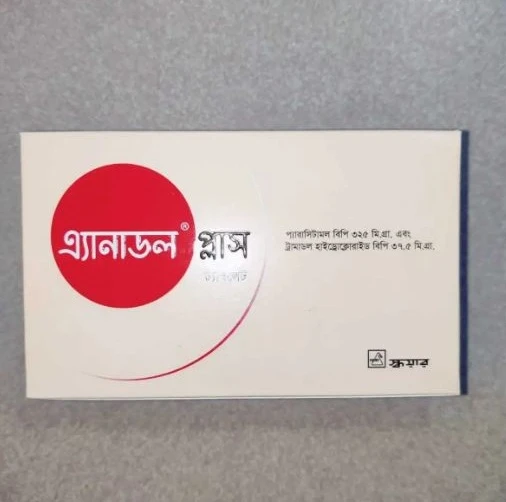 এ্যানাডল® প্লাস
ট্যাবলেট
প্যারাসিটামল বিপি ৩২৫ মি.গ্রা. এবং
ট্রামাডল হাইড্রোক্লোরাইড বিপি ৩৭.৫ মি.গ্রা.
স্কয়ার